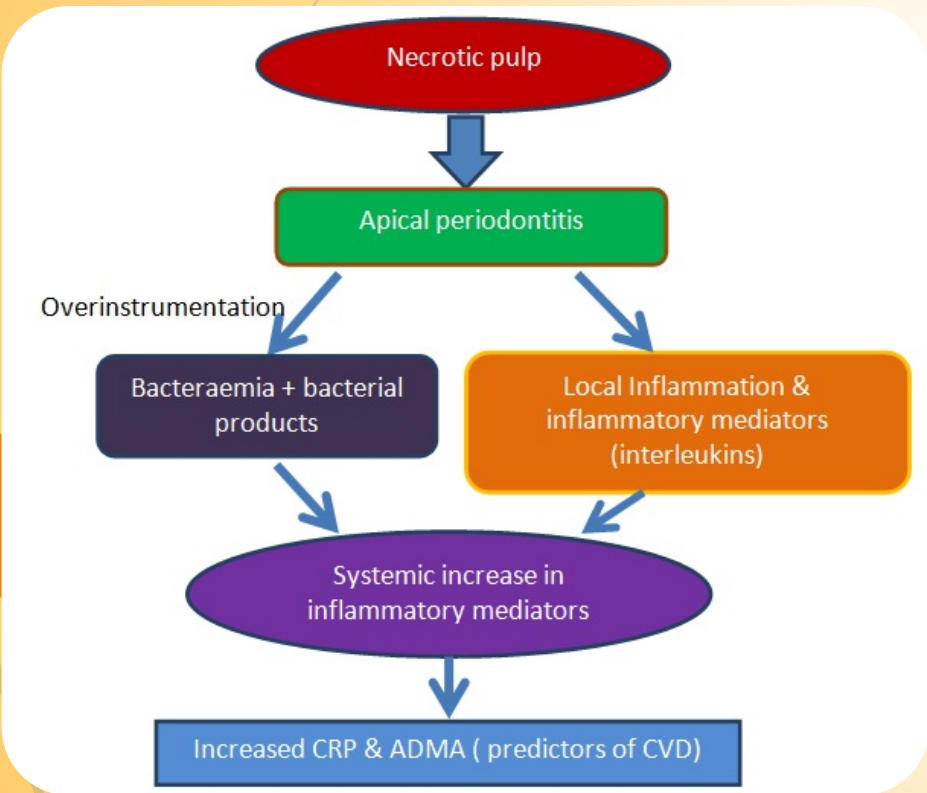 Necrotic pulp
Apical periodontitis
Overinstrumentation
Bacteraemia + bacterial
products
Local Inflammation &
inflammatory mediators
(interleukins)
Systemic increase in
inflammatory mediators
Increased CRP & ADMA ( predictors of CVD)